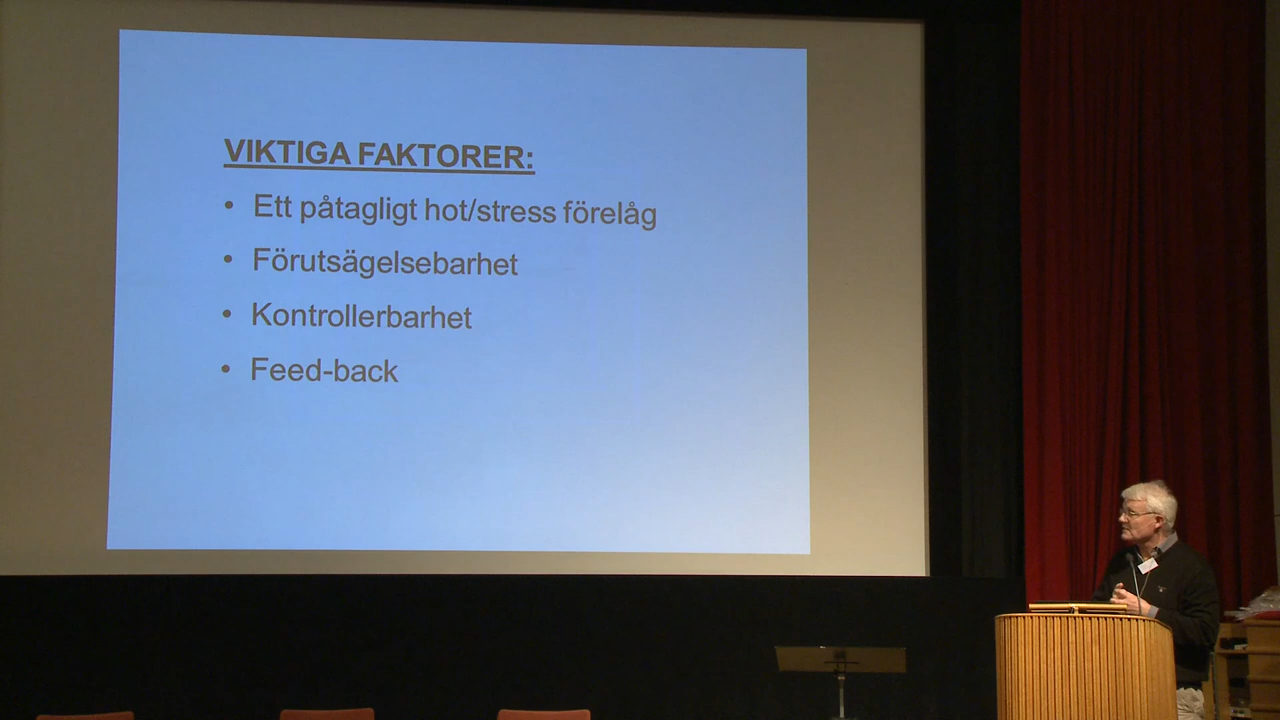 VIKTIGA FAKTORER:
• Ett påtagligt hot/stress förelåg
• Förutsägelsebarhet
• Kontrollerbarhet
• Feed-back